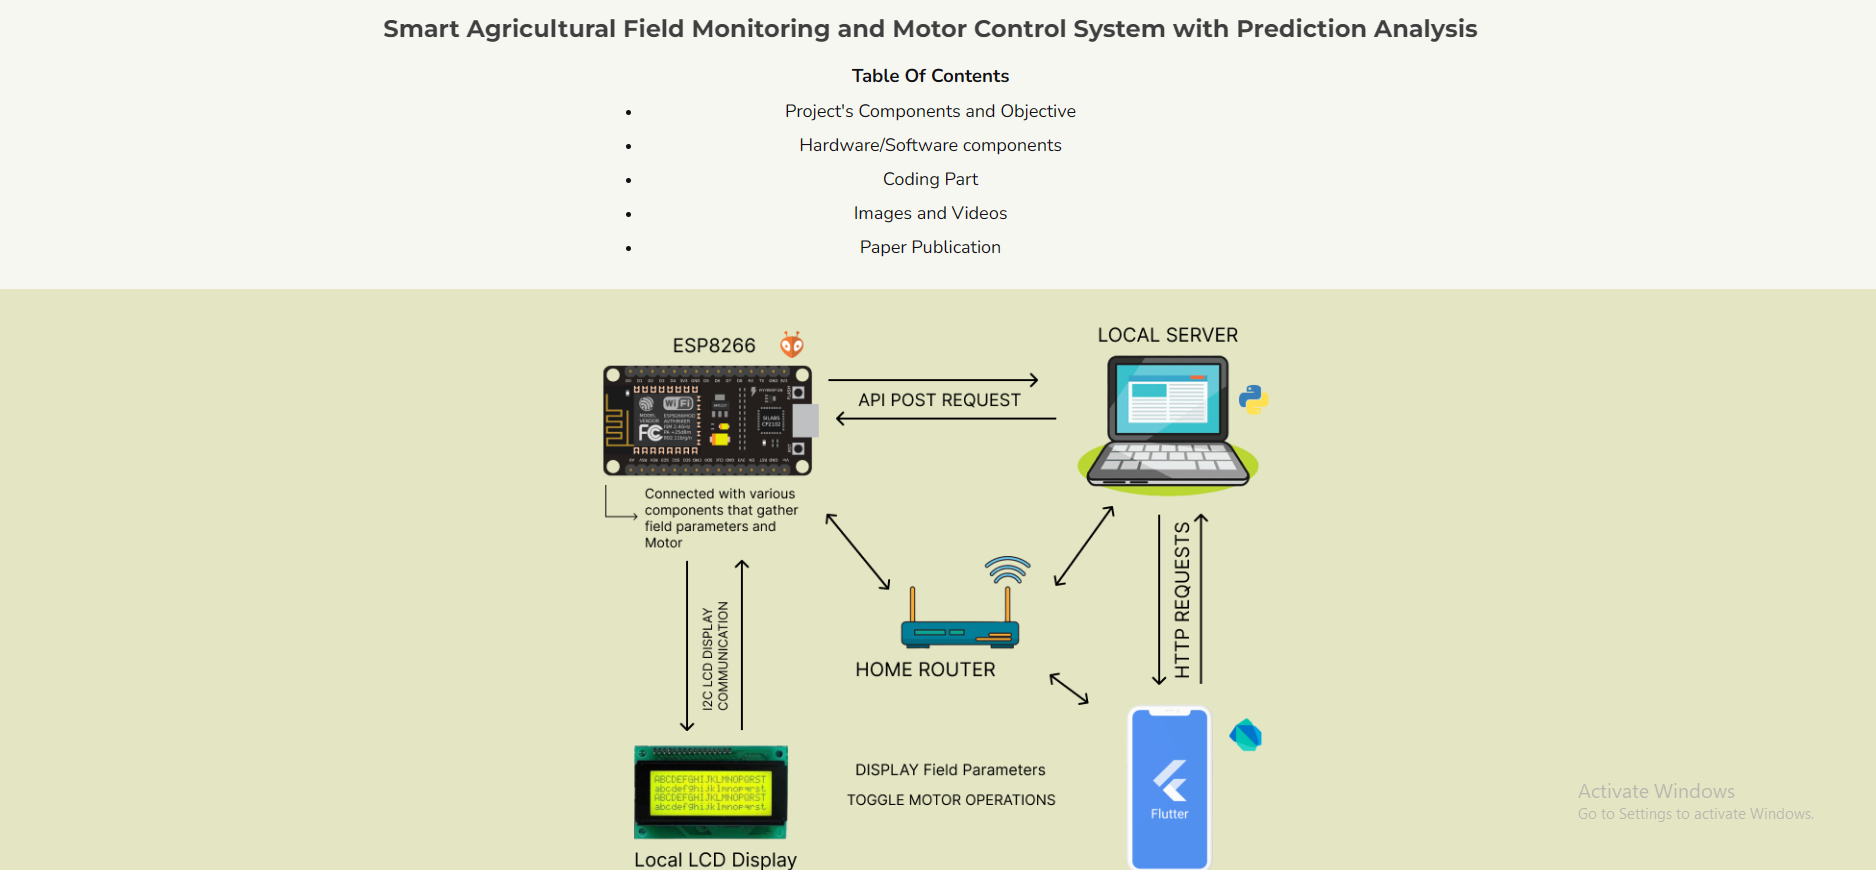 Smart Agricultural Field Monitoring and Motor Control System with Prediction Analysis
Table Of Contents
Project's Components and Objective
Hardware/Software components
Coding Part
Images and Videos
Paper Publication
ESP8266
LOCAL SERVER
API POST REQUEST
WiFi
FC
Connected with various
components that gather
field parameters and
Motor
I2C LCD DISPLAY
COMMUNICATION
HTTP REQUESTS
HOME ROUTER
ABCDEFGHIJKLMNOPQRST
abcdefghijklmnopqrst
ABCDEFGHIJKLMNOPQRST
abcdefghijklmnopqrst
Local LCD Display
DISPLAY Field Parameters
TOGGLE MOTOR OPERATIONS
Flutter
Activate Windows
Go to Settings to activate Windows.